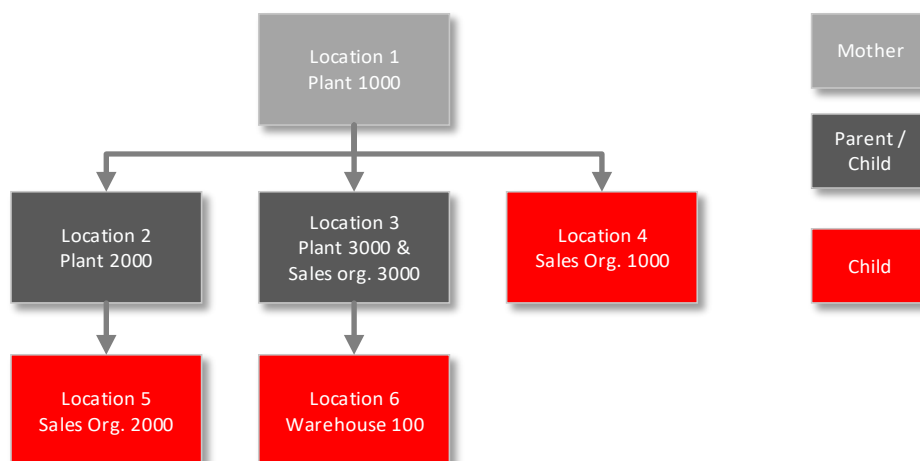 Location 1
Plant 1000
Mother
Parent /
Child
Location 2
Plant 2000
Location 3
Plant 3000 &
Sales org. 3000
Location 4
Sales Org. 1000
Child
Location 5
Sales Org. 2000
Location 6
Warehouse 100